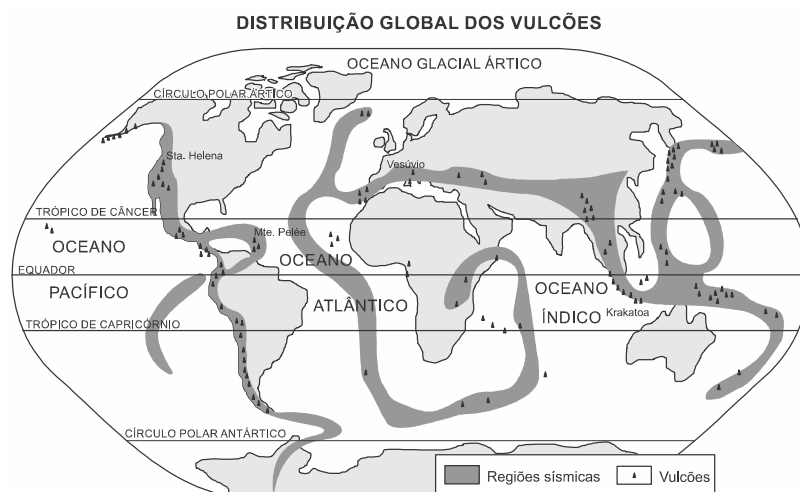 DISTRIBUIÇÃO GLOBAL DOS VULCÕES
OCEANO GLACIAL ÁRTICO
CÍRCULO POLAR ÁRTICO
Sta. Helena
Vesúvio
TRÓPICO DE CÂNCER
Mte. Pelée
OCEANO
OCEANO
EQUADOR
PACÍFICO
ATLÂNTICO
OCEANO
ÍNDICO
Krakatoa
TRÓPICO DE CAPRICÓRNIO
CÍRCULO POLAR ANTÁRTICO
Regiões sísmicas
Vulcões